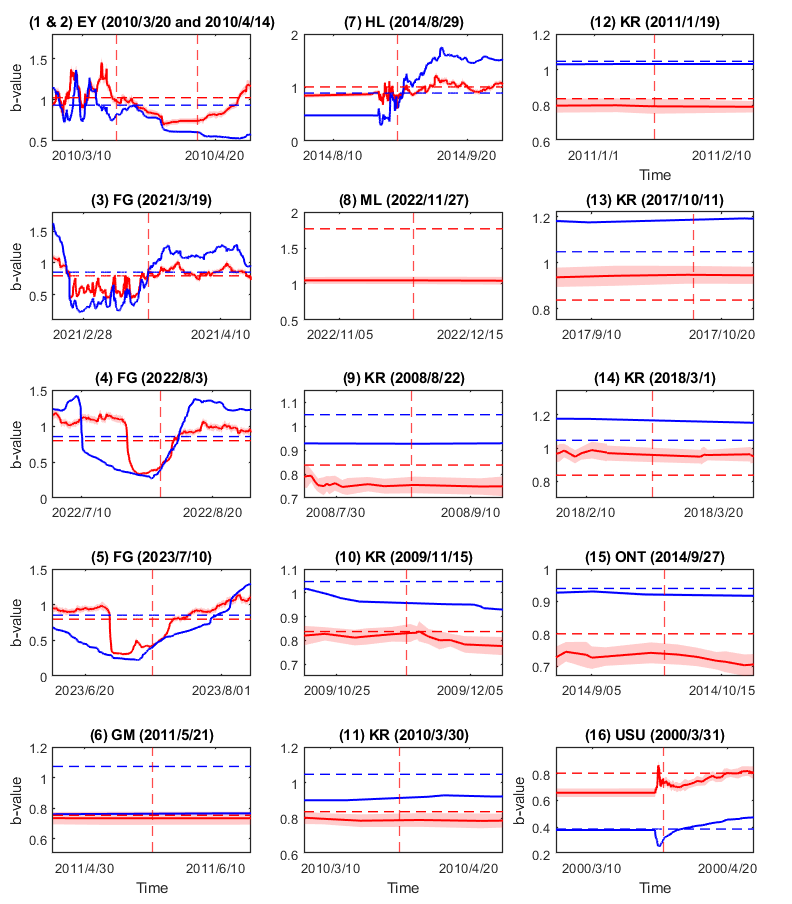 (1 & 2) EY (2010/3/20 and 2010/4/14)
b-value
1.5
1
0.5
2010/3/10 2010/4/20
(7) HL (2014/8/29)
2
1.5
1
0.5
0
2014/8/10 2014/9/20
(12) KR (2011/1/19)
1.2
1
0.8
0.6
2011/1/1 2011/2/10
Time
(3) FG (2021/3/19)
b-value
1.5
1
0.5
2021/2/28 2021/4/10
(8) ML (2022/11/27)
2
1.5
1
0.5
2022/11/05 2022/12/15
(13) KR (2017/10/11)
1.2
1
0.8
2017/9/10 2017/10/20
(4) FG (2022/8/3)
b-value
1.5
1
0.5
0
2022/7/10 2022/8/20
(9) KR (2008/8/22)
1.1
1
0.9
0.8
0.7
2008/7/30 2008/9/10
(14) KR (2018/3/1)
1.2
1
0.8
2018/2/10 2018/3/20
(5) FG (2023/7/10)
b-value
1.5
1
0.5
0
2023/6/20 2023/8/01
(10) KR (2009/11/15)
1.1
1
0.9
0.8
0.7
2009/10/25 2009/12/05
(15) ONT (2014/9/27)
1
0.9
0.8
0.7
2014/9/05 2014/10/15
(6) GM (2011/5/21)
b-value
1.2
1
0.8
0.6
2011/4/30 2011/6/10
Time
(11) KR (2010/3/30)
1.2
1
0.8
0.6
2010/3/10 2010/4/20
Time
(16) USU (2000/3/31)
b-value
0.8
0.6
0.4
0.2
2000/3/10 2000/4/20
Time